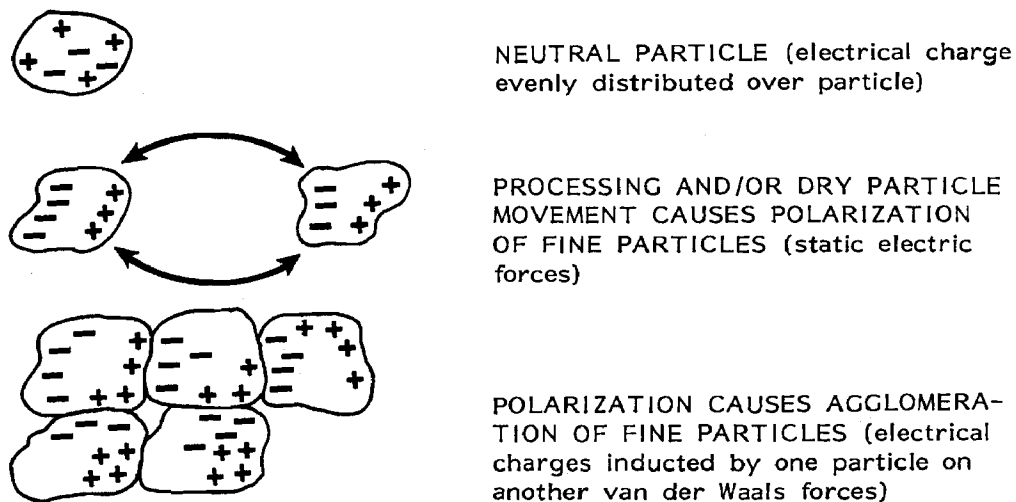 NEUTRAL PARTICLE (electrical charge
evenly distributed over particle)
PROCESSING AND/OR DRY PARTICLE
MOVEMENT CAUSES POLARIZATION
OF FINE PARTICLES (static electric
forces)
POLARIZATION CAUSES AGGLOMERA-
TION OF FINE PARTICLES (electrical
charges inducted by one particle on
another van der Waals forces)